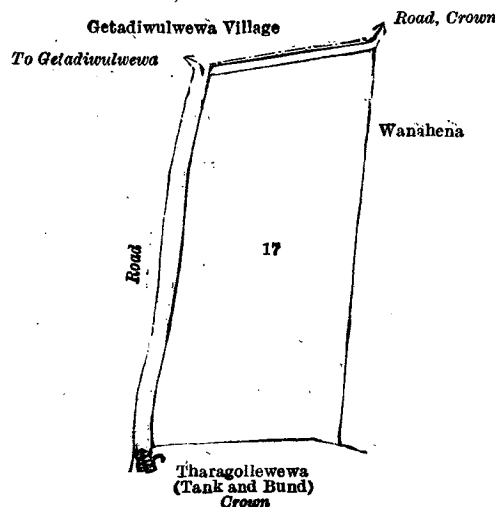 Getadiwulwewa Village
Road, Crown
To Getadiwulwewa
Wanahena
17
Road
Tharagollewewa
(Tank and Bund)
Crown